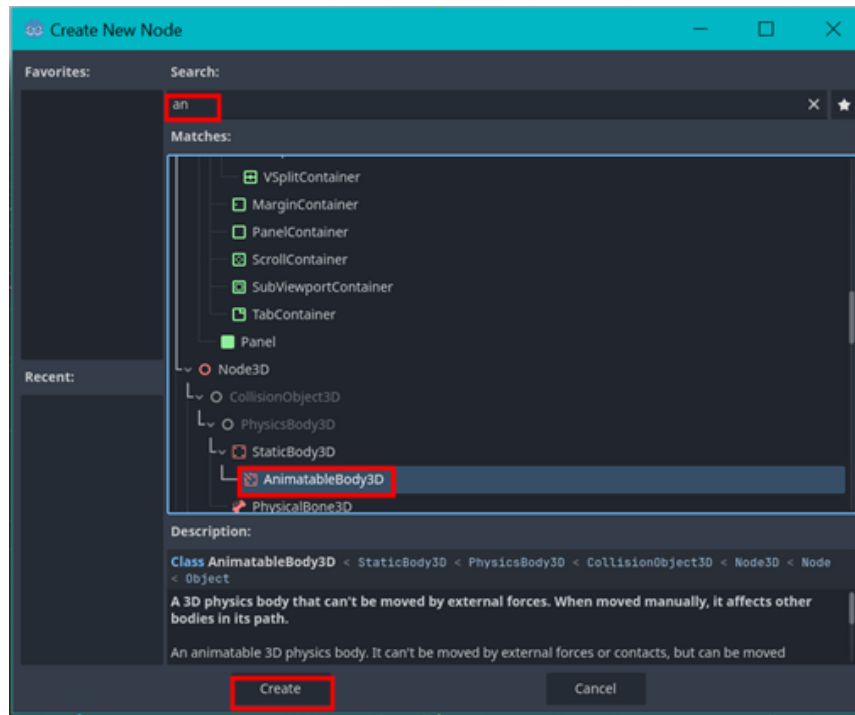 Create New Node
Favorites:
Search:
an
Matches:
VSplitContainer
MarginContainer
PanelContainer
ScrollContainer
SubViewportContainer
TabContainer
Panel
Recent:
Node3D
CollisionObject3D
PhysicsBody3D
StaticBody3D
AnimatableBody3D
PhysicalBone3D
Description:
Class AnimatableBody3D < StaticBody3D < PhysicsBody3D < CollisionObject3D < Node3D < Node
< Object
A 3D physics body that can't be moved by external forces. When moved manually, it affects other
bodies in its path.
An animatable 3D physics body. It can't be moved by external forces or contacts, but can be moved
Create
Cancel